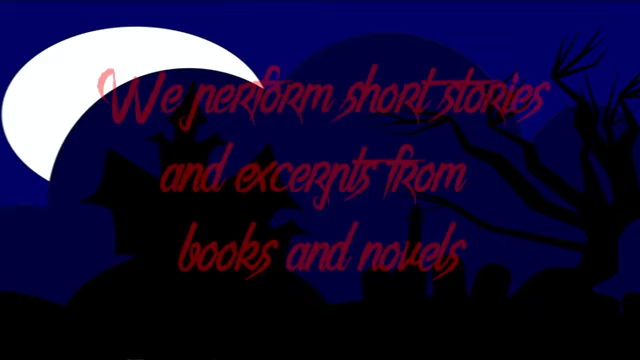 We perform short stories
and excerpts from
books and novels